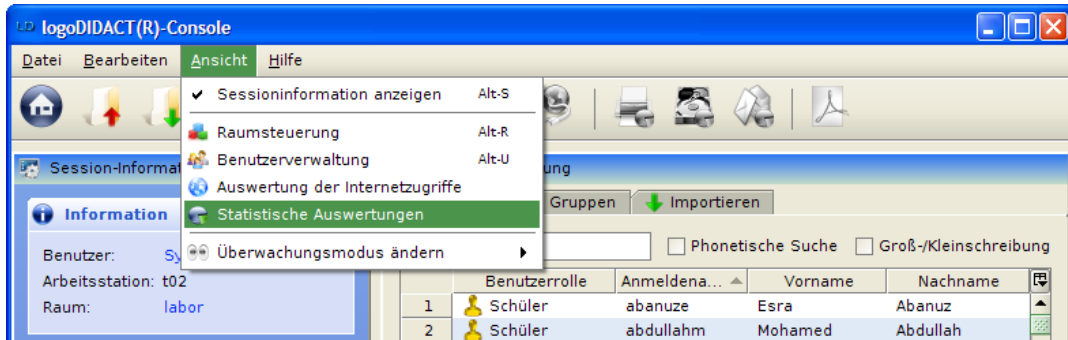 LD logoDIDACT(R)-Console
Datei Bearbeiten Ansicht Hilfe
Sessioninformation anzeigen Alt-S
Raumsteuerung Alt-R
Benutzerverwaltung Alt-U
Auswertung der Internetzugriffe
Statistische Auswertungen
Überwachungsmodus ändern
Session-Informat ung
Gruppen Importieren
Information
Phonetische Suche Groß-/Kleinschreibung
Benutzer: Sy
Arbeitsstation: t02
Raum: labor
Benutzerrolle Anmeldena... Vorname Nachname
1 Schüler abanuze Esra Abanuz
2 Schüler abdullahm Mohamed Abdullah